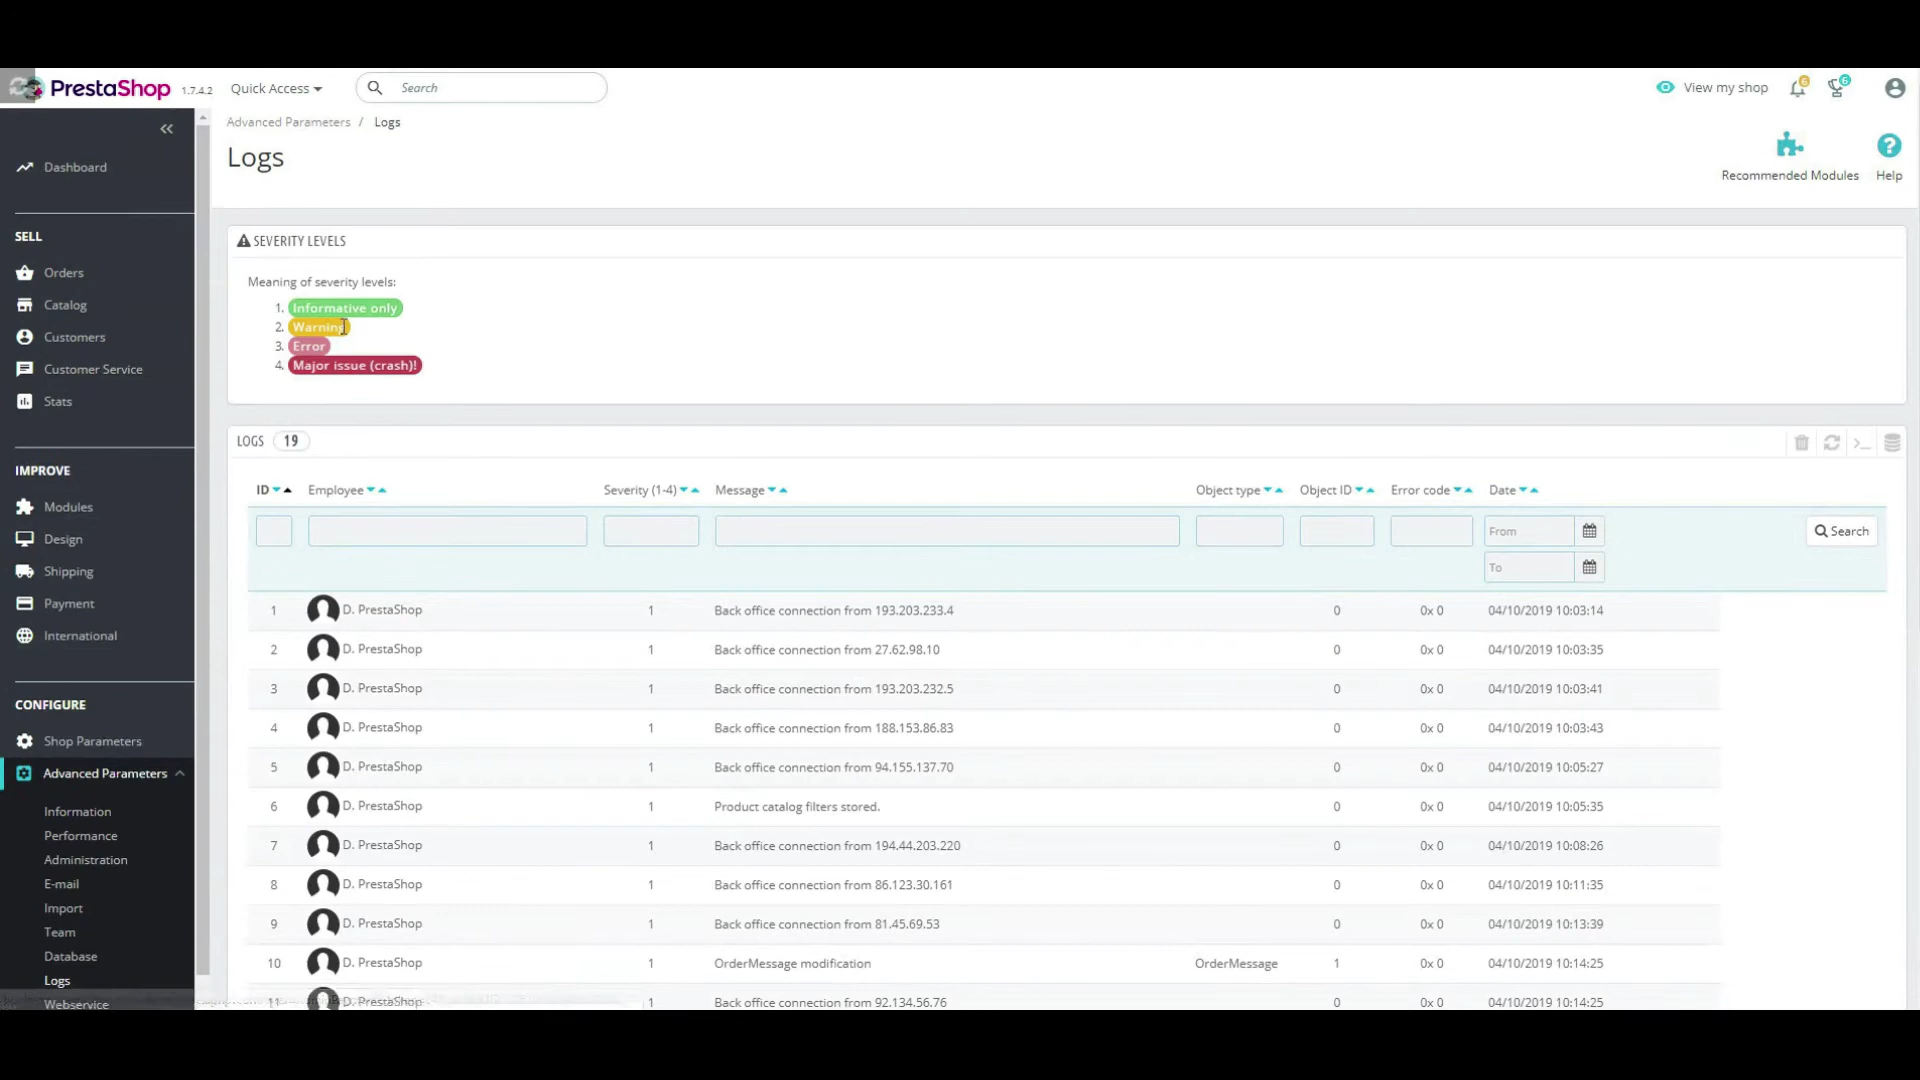 PrestaShop 1.7.4.2 Quick Access Search View my shop 6 6
Advanced Parameters / Logs
Logs
Recommended Modules Help
Dashboard
SELL
Orders
Catalog
Customers
Customer Service
Stats
IMPROVE
Modules
Design
Shipping
Payment
International
CONFIGURE
Shop Parameters
Advanced Parameters
Information
Performance
Administration
E-mail
Import
Team
Database
Logs
Webservice
SEVERITY LEVELS
Meaning of severity levels:
1. Informative only
2. Warning
3. Error
4. Major issue (crash)!
LOGS 19
ID Employee Severity (1-4) Message Object type Object ID Error code Date
From Search
To
1 D. PrestaShop 1 Back office connection from 193.203.233.4 0 0x 0 04/10/2019 10:03:14
2 D. PrestaShop 1 Back office connection from 27.62.98.10 0 0x 0 04/10/2019 10:03:35
3 D. PrestaShop 1 Back office connection from 193.203.232.5 0 0x 0 04/10/2019 10:03:41
4 D. PrestaShop 1 Back office connection from 188.153.86.83 0 0x 0 04/10/2019 10:03:43
5 D. PrestaShop 1 Back office connection from 94.155.137.70 0 0x 0 04/10/2019 10:05:27
6 D. PrestaShop 1 Product catalog filters stored. 0 0x 0 04/10/2019 10:05:35
7 D. PrestaShop 1 Back office connection from 194.44.203.220 0 0x 0 04/10/2019 10:08:26
8 D. PrestaShop 1 Back office connection from 86.123.30.161 0 0x 0 04/10/2019 10:11:35
9 D. PrestaShop 1 Back office connection from 81.45.69.53 0 0x 0 04/10/2019 10:13:39
10 D. PrestaShop 1 OrderMessage modification OrderMessage 1 0x 0 04/10/2019 10:14:25
11 D. PrestaShop 1 Back office connection from 92.134.56.76 0 0x 0 04/10/2019 10:14:25